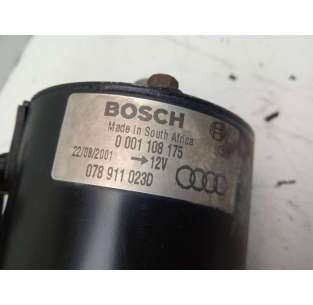 BOSCH
Made in South Africa
0 001 108 175
22/08/2001 → 12V
078 911 023D